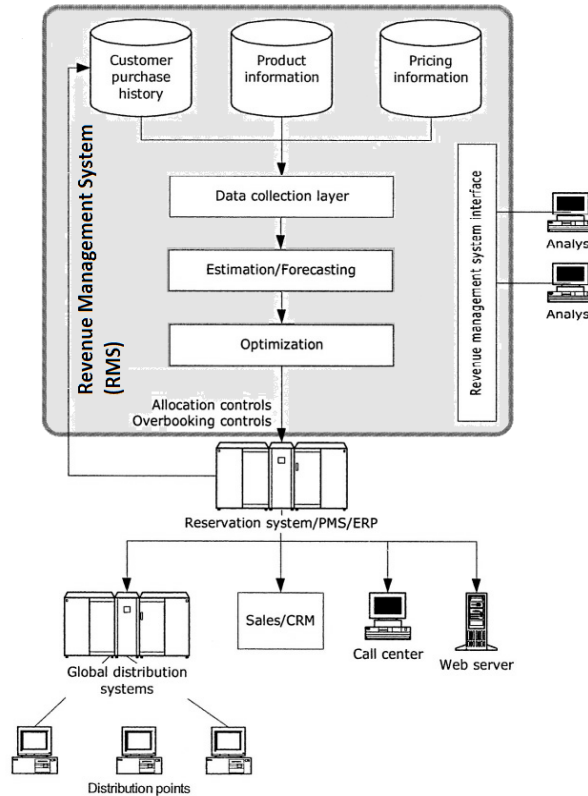 Customer
purchase
history
Product
information
Pricing
information
Revenue Management System
(RMS)
Data collection layer
Estimation/Forecasting
Optimization
Revenue management system interface
Analys
Analys
Allocation controls
Overbooking controls
Reservation system/PMS/ERP
Global distribution
systems
Sales/CRM
Call center
Web server
Distribution points